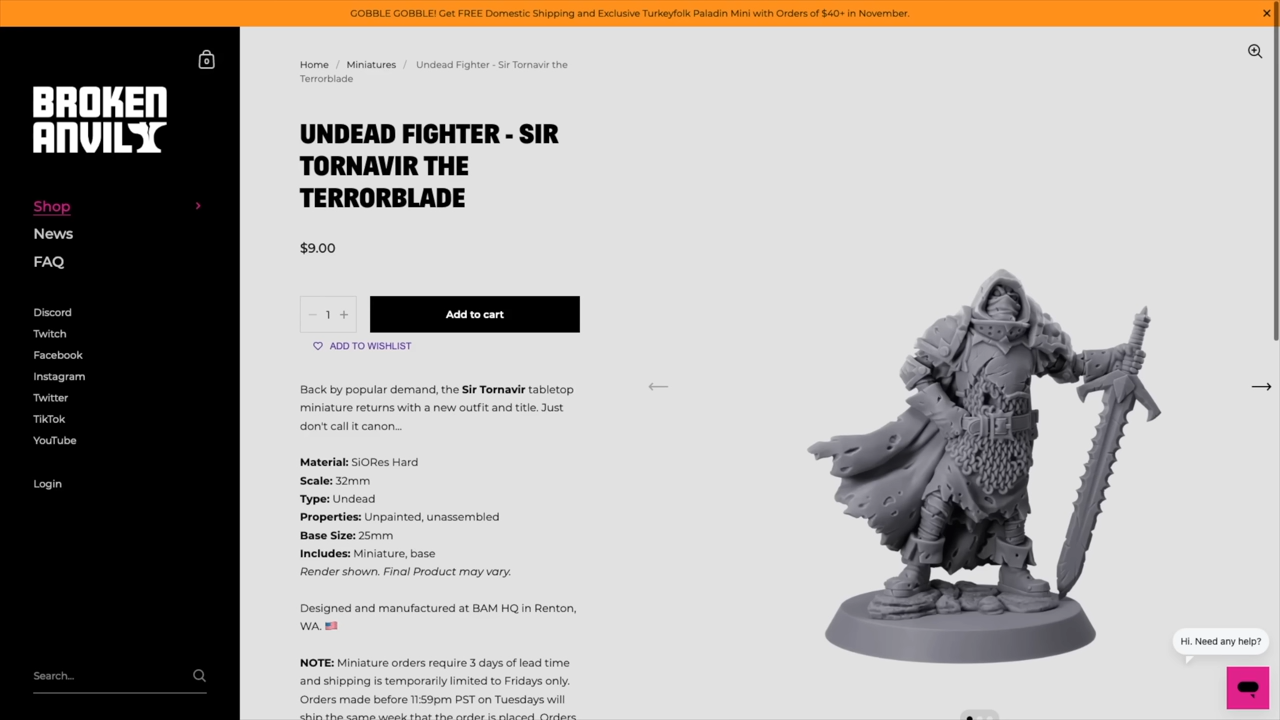 GOBBLE GOBBLE! Get FREE Domestic Shipping and Exclusive Turkeyfolk Paladin Mini with Orders of $40+ in November.
0
BROKEN
ANVIL
Shop
News
FAQ
Discord
Twitch
Facebook
Instagram
Twitter
TikTok
YouTube
Login
Search...
Home / Miniatures / Undead Fighter - Sir Tornavir the
Terrorblade
UNDEAD FIGHTER - SIR
TORNAVIR THE
TERRORBLADE
$9.00
− 1 + Add to cart
ADD TO WISHLIST
Back by popular demand, the Sir Tornavir tabletop
miniature returns with a new outfit and title. Just
don't call it canon...
Material: SiORes Hard
Scale: 32mm
Type: Undead
Properties: Unpainted, unassembled
Base Size: 25mm
Includes: Miniature, base
Render shown. Final Product may vary.
Designed and manufactured at BAM HQ in Renton,
WA. 🇺🇸
NOTE: Miniature orders require 3 days of lead time
and shipping is temporarily limited to Fridays only.
Orders made before 11:59pm PST on Tuesdays will
ship the same week that the order is placed. Orders
Hi. Need any help?